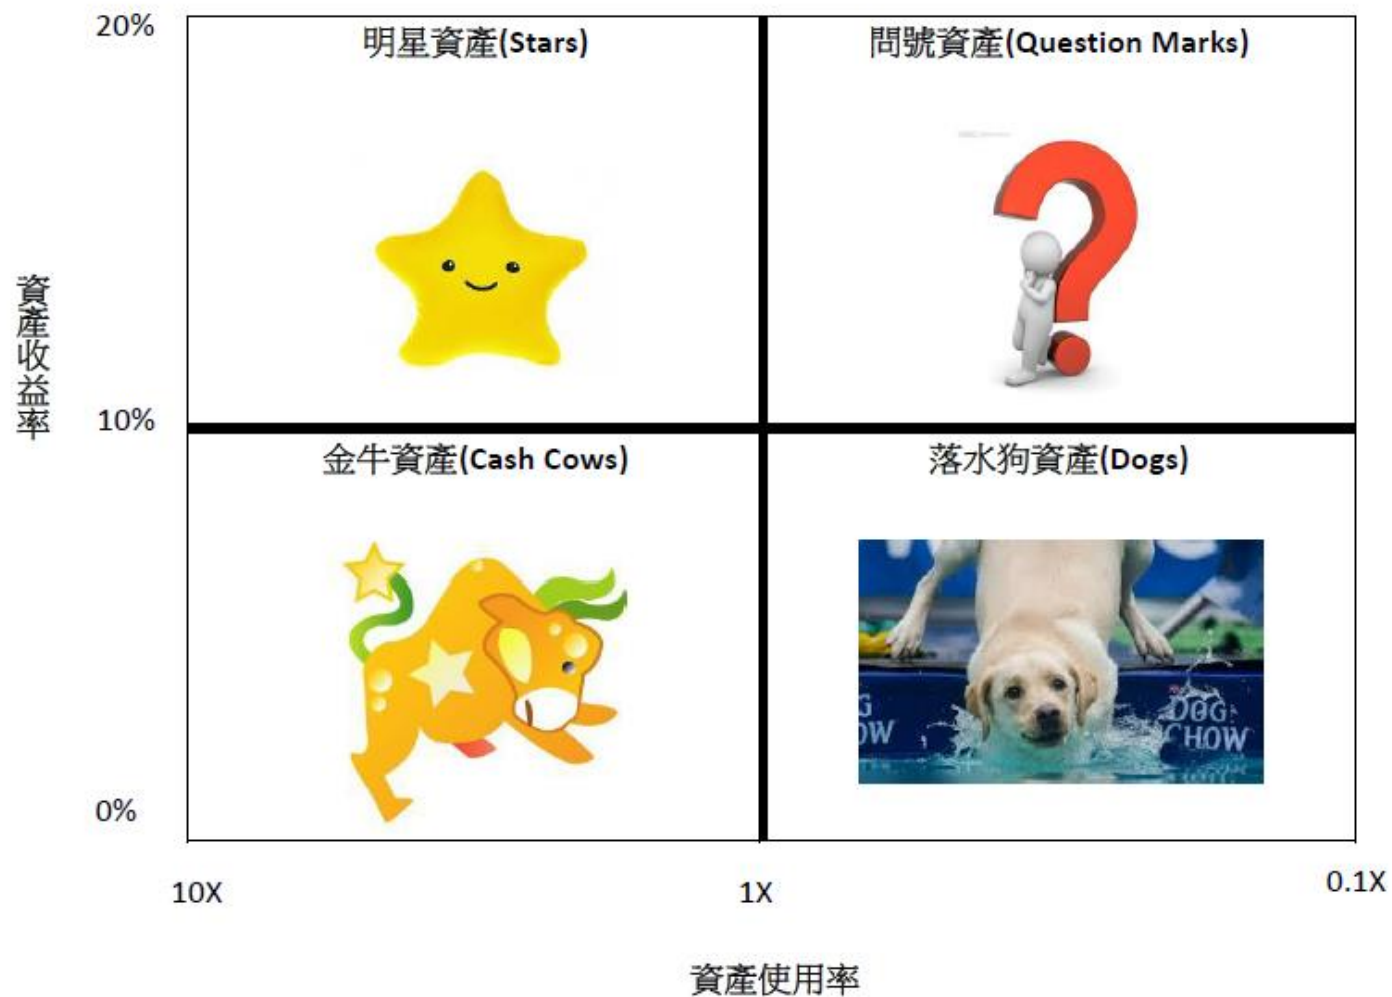 20%
明星資產(Stars)
問號資產(Question Marks)
資產收益率
10%
金牛資產(Cash Cows)
落水狗資產(Dogs)
DOG
CHOW
0%
10X
1X
0.1X
資產使用率